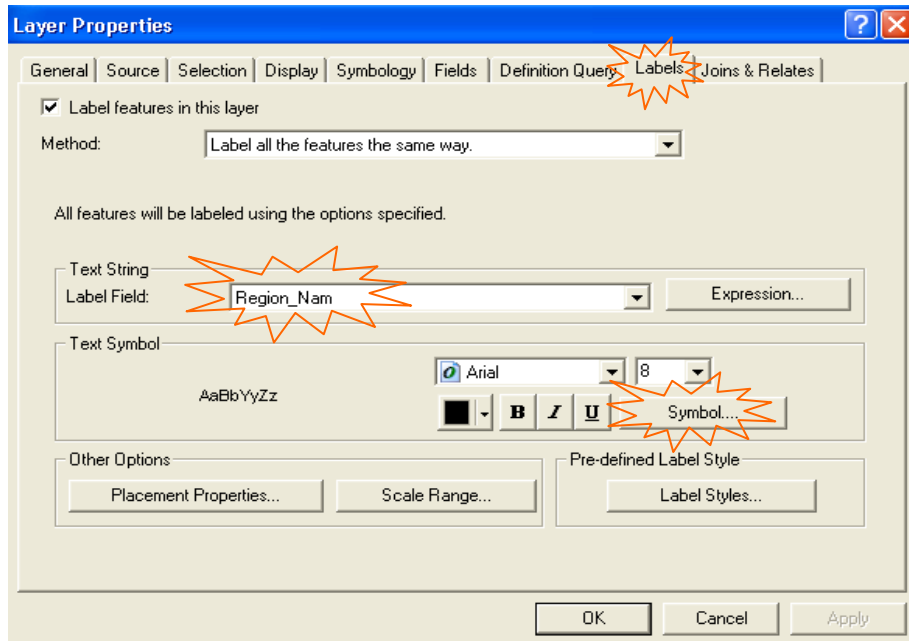 Layer Properties
General Source Selection Display Symbology Fields Definition Query Labels Joins & Relates
Label features in this layer
Method: Label all the features the same way.
All features will be labeled using the options specified.
Text String
Label Field: Region_Nam Expression...
Text Symbol
Arial 8
AaBbYyZz
B I U Symbol....
Other Options Pre-defined Label Style
Placement Properties... Scale Range... Label Styles...
OK Cancel Apply